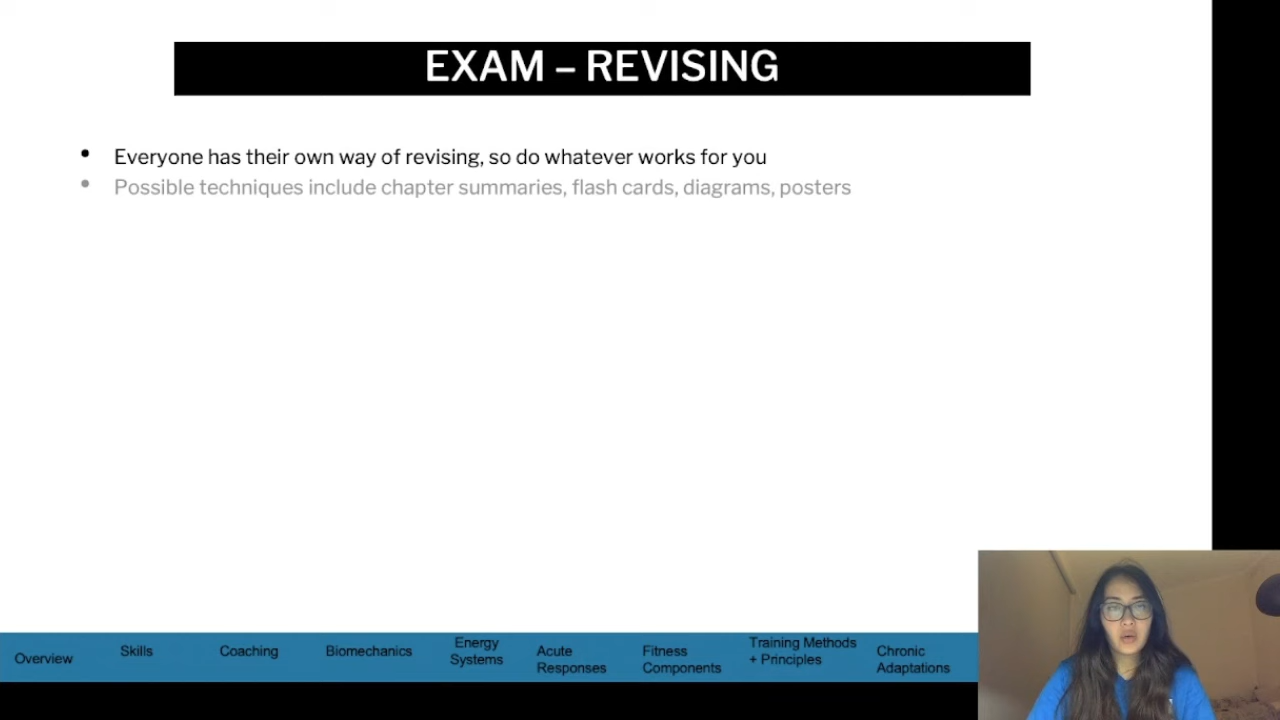 EXAM – REVISING
• Everyone has their own way of revising, so do whatever works for you
• Possible techniques include chapter summaries, flash cards, diagrams, posters
Overview
Skills
Coaching
Biomechanics
Energy
Systems
Acute
Responses
Fitness
Components
Training Methods
+ Principles
Chronic
Adaptations